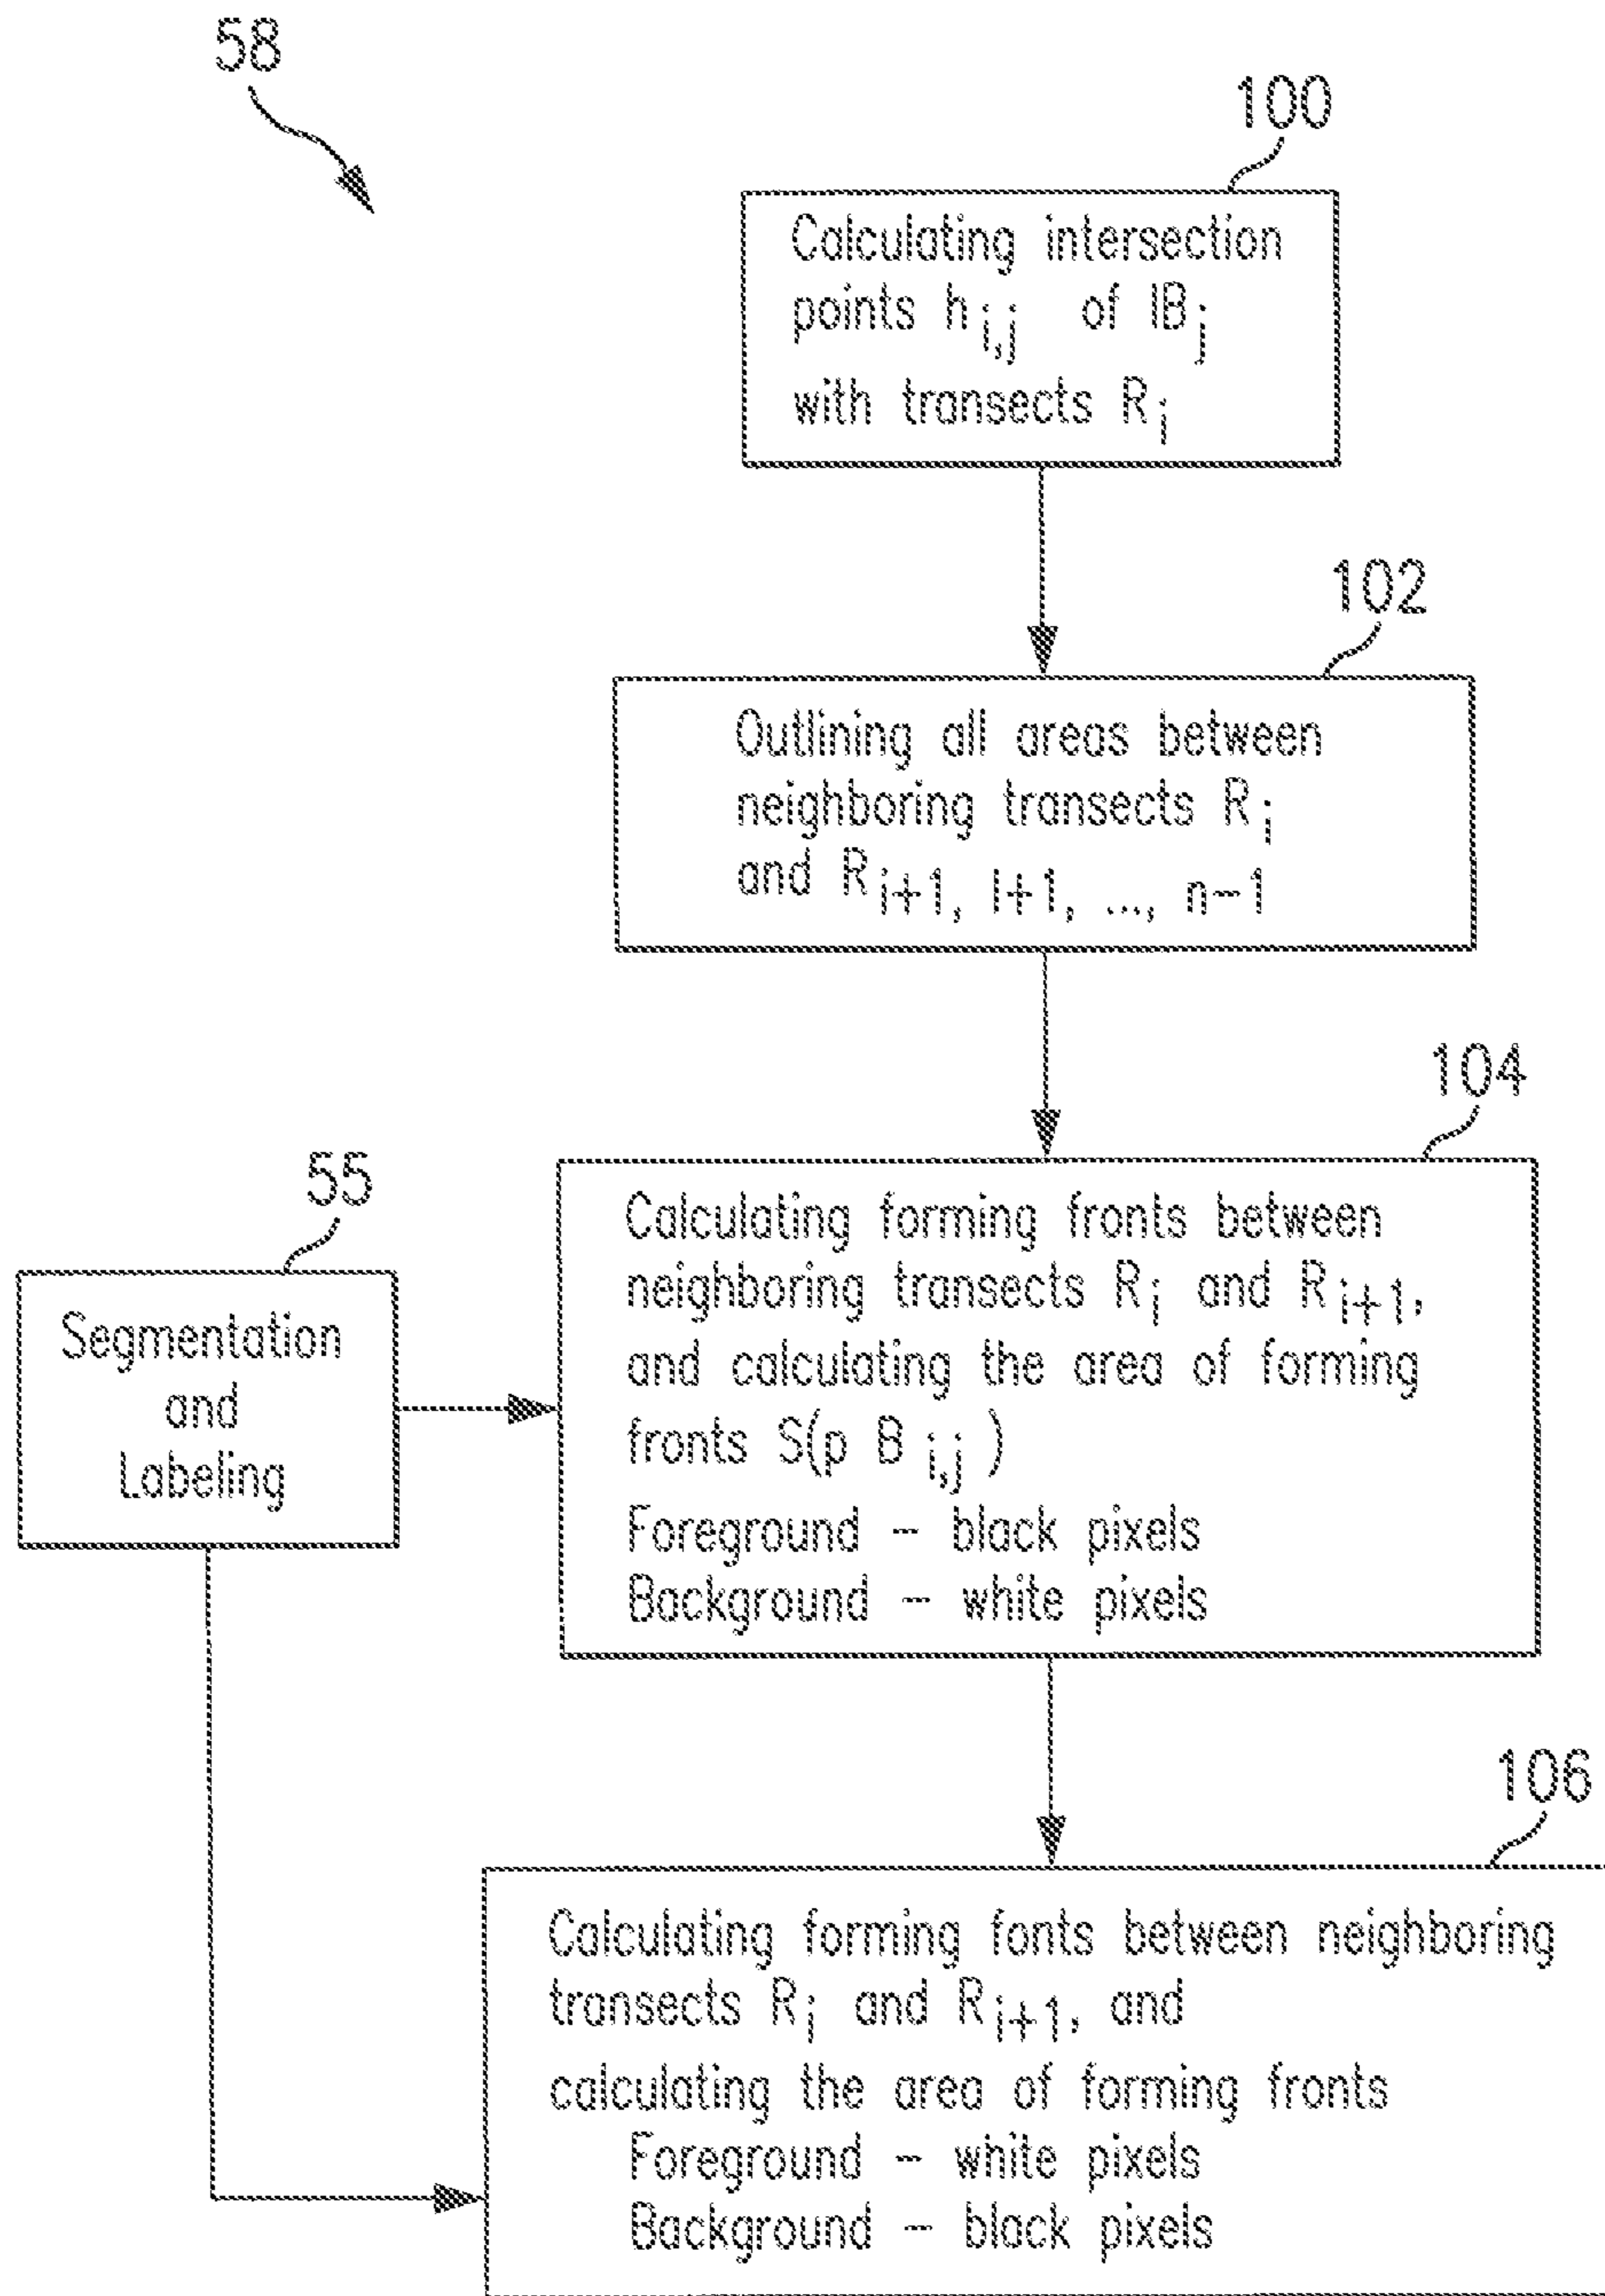 58
100
Calculating intersection
points h i,j of IB j
with transects R i
102
Outlining all areas between
neighboring transects R i
and R i+1, i+1, ..., n-1
104
Calculating forming fronts between
neighboring transects R i and R i+1,
and calculating the area of forming
fronts S(p B i,j )
Foreground - black pixels
Background - white pixels
55
Segmentation
and
Labeling
106
Calculating forming fonts between neighboring
transects R i and R i+1, and
calculating the area of forming fronts
Foreground - white pixels
Background - black pixels